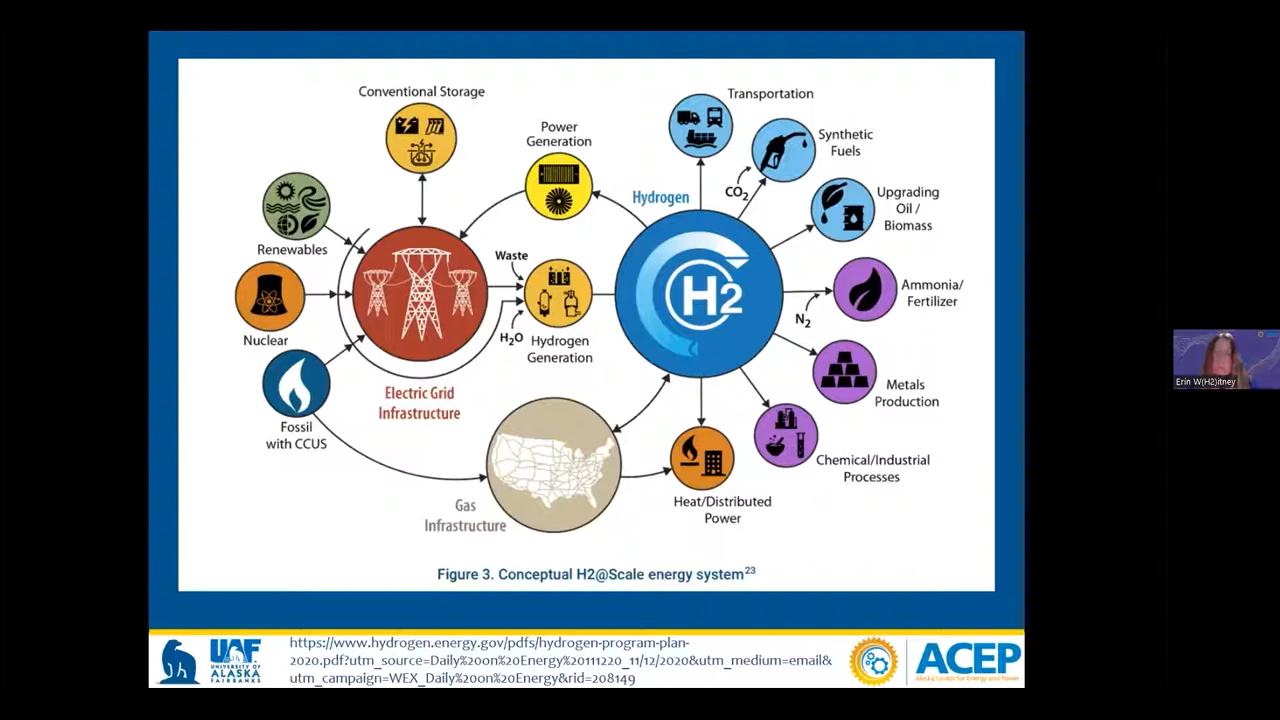 Conventional Storage
Power
Generation
Transportation
Synthetic
Fuels
CO2
Hydrogen
Upgrading
Oil /
Biomass
Renewables
Waste
H2
Ammonia/
Fertilizer
N2
Nuclear
H2O
Hydrogen
Generation
Electric Grid
Infrastructure
Metals
Production
Fossil
with CCUS
Chemical/Industrial
Processes
Gas
Infrastructure
Heat/Distributed
Power
Figure 3. Conceptual H2@Scale energy system23
Erin W(H2)itney
UAF
UNIVERSITY OF
ALASKA
FAIRBANKS
https://www.hydrogen.energy.gov/pdfs/hydrogen-program-plan-
2020.pdf?utm_source=Daily%20on%20Energy%20111220_11/12/2020&utm_medium=email&
utm_campaign=WEX_Daily%20on%20Energy&rid=208149
ACEP
Alaska Center for Energy and Power